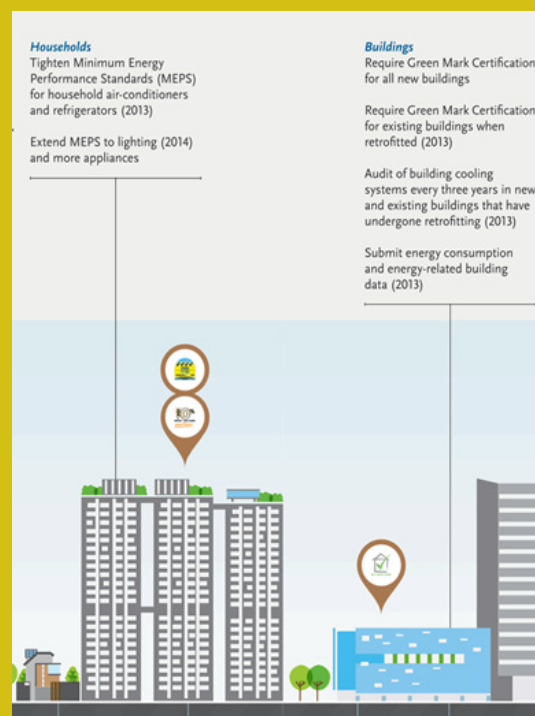 Households
Tighten Minimum Energy
Performance Standards (MEPS)
for household air-conditioners
and refrigerators (2013)
Extend MEPS to lighting (2014)
and more appliances
Buildings
Require Green Mark Certification
for all new buildings
Require Green Mark Certification
for existing buildings when
retrofitted (2013)
Audit of building cooling
systems every three years in new
and existing buildings that have
undergone retrofitting (2013)
Submit energy consumption
and energy-related building
data (2013)